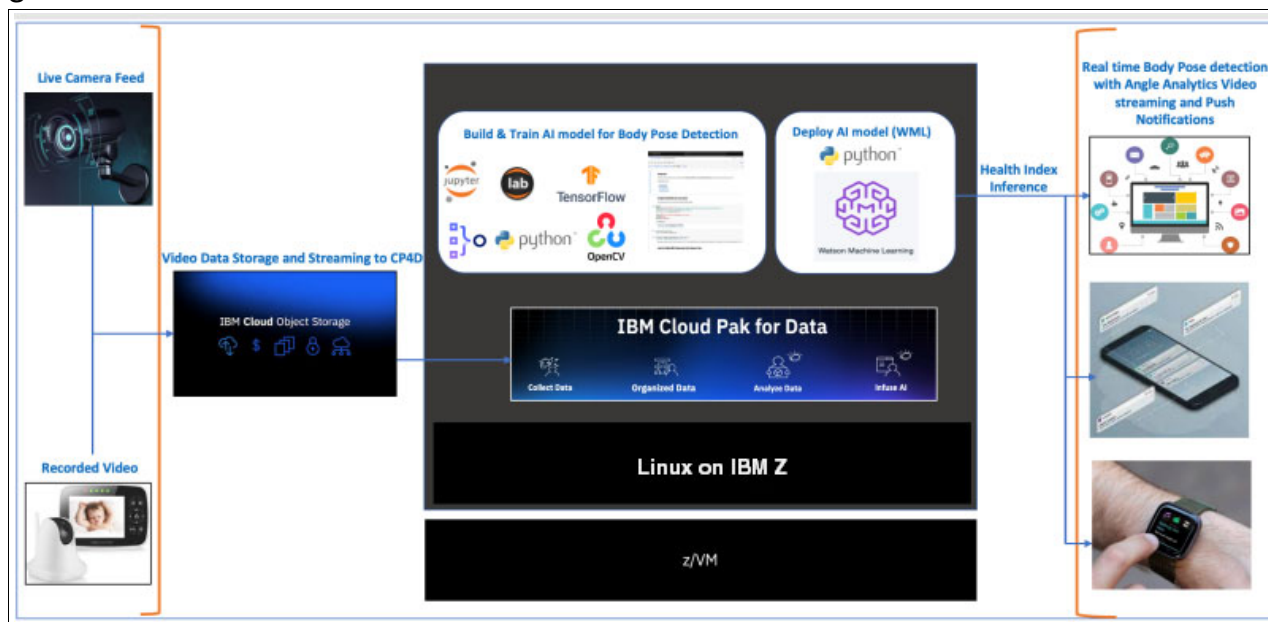 Live Camera Feed
Recorded Video
Video Data Storage and Streaming to CP4D
IBM Cloud Object Storage
Build & Train AI model for Body Pose Detection
jupyter
lab
TensorFlow
python
OpenCV
Deploy AI model (WML)
python
Watson Machine Learning
IBM Cloud Pak for Data
Collect Data
Organized Data
Analyze Data
Infuse AI
Linux on IBM Z
z/VM
Health Index
Inference
Real time Body Pose detection
with Angle Analytics Video
streaming and Push
Notifications